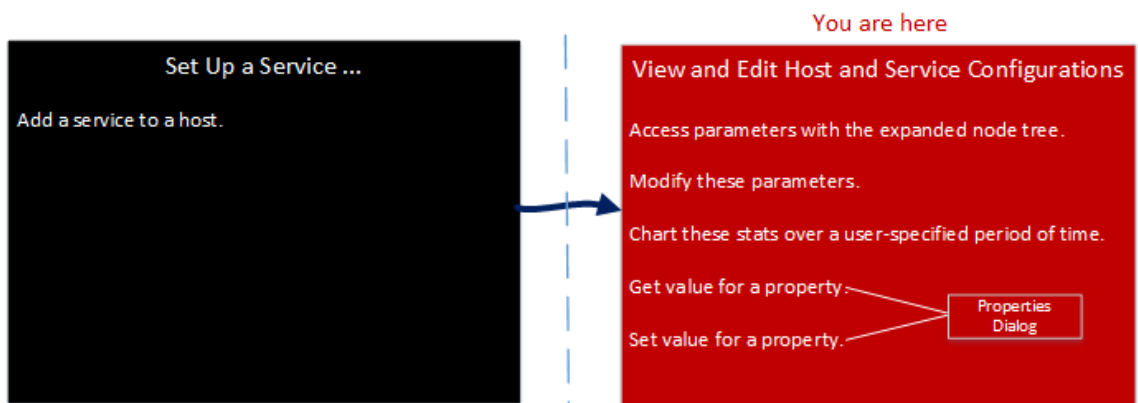 You are here
Set Up a Service ...
Add a service to a host.
View and Edit Host and Service Configurations
Access parameters with the expanded node tree.
Modify these parameters.
Chart these stats over a user-specified period of time.
Get value for a property.
Set value for a property.
Properties
Dialog